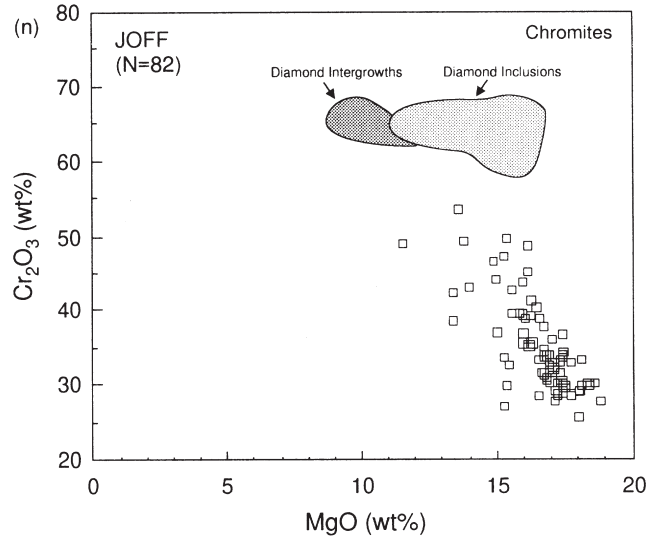 (n)
JOFF
(N=82)
Chromites
Diamond Intergrowths
Diamond Inclusions
80
70
60
50
40
30
20
Cr₂O₃ (wt%)
0
5
10
15
20
MgO (wt%)